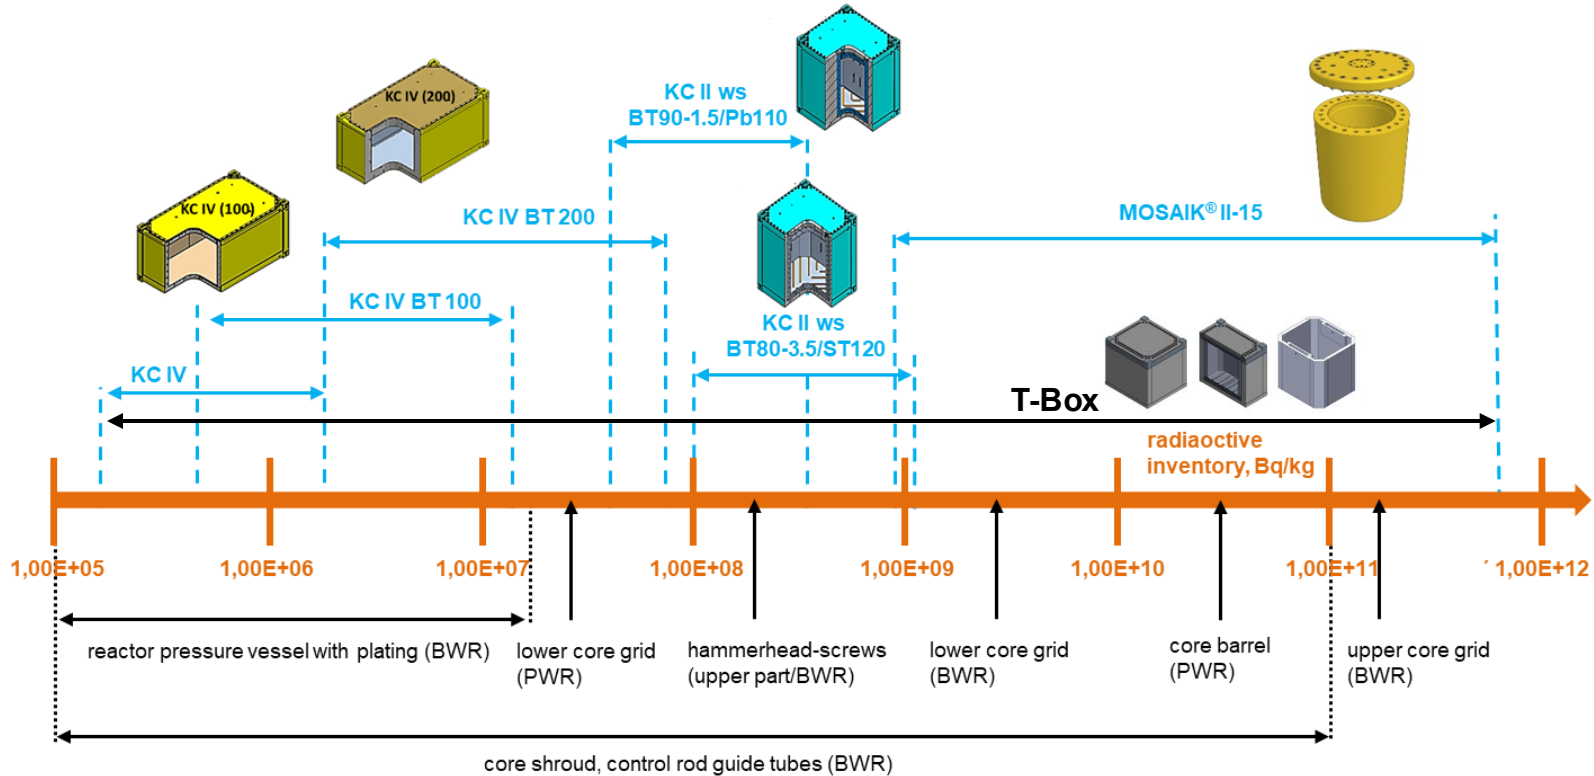 KC IV (200)
KC II ws
BT90-1.5/Pb110
KC IV (100)
KC IV BT 200
MOSAIK® II-15
KC IV BT 100
KC II ws
BT80-3.5/ST120
KC IV
T-Box
radiaoctive
inventory, Bq/kg
1,00E+05
1,00E+06
1,00E+07
1,00E+08
1,00E+09
1,00E+10
1,00E+11
1,00E+12
reactor pressure vessel with plating (BWR)
lower core grid
(PWR)
hammerhead-screws
(upper part/BWR)
lower core grid
(BWR)
core barrel
(PWR)
upper core grid
(BWR)
core shroud, control rod guide tubes (BWR)